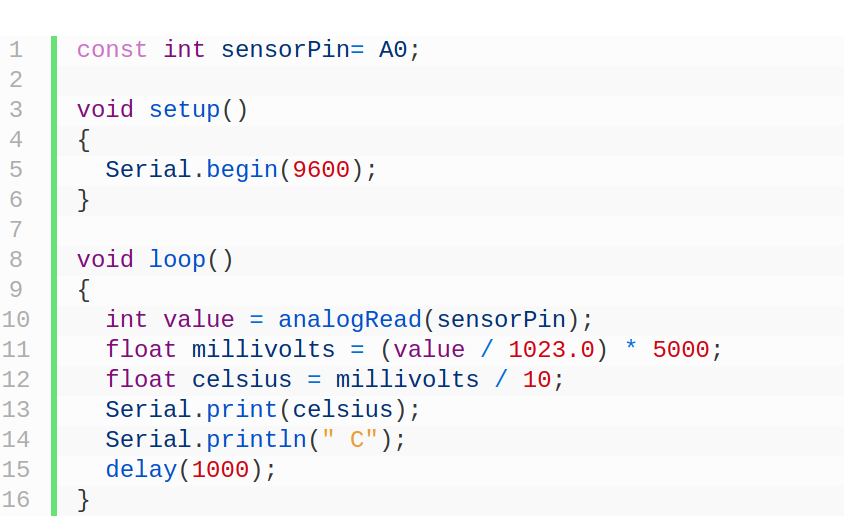 1 const int sensorPin= A0;
2
3 void setup()
4 {
5   Serial.begin(9600);
6 }
7
8 void loop()
9 {
10   int value = analogRead(sensorPin);
11   float millivolts = (value / 1023.0) * 5000;
12   float celsius = millivolts / 10;
13   Serial.print(celsius);
14   Serial.println(" C");
15   delay(1000);
16 }